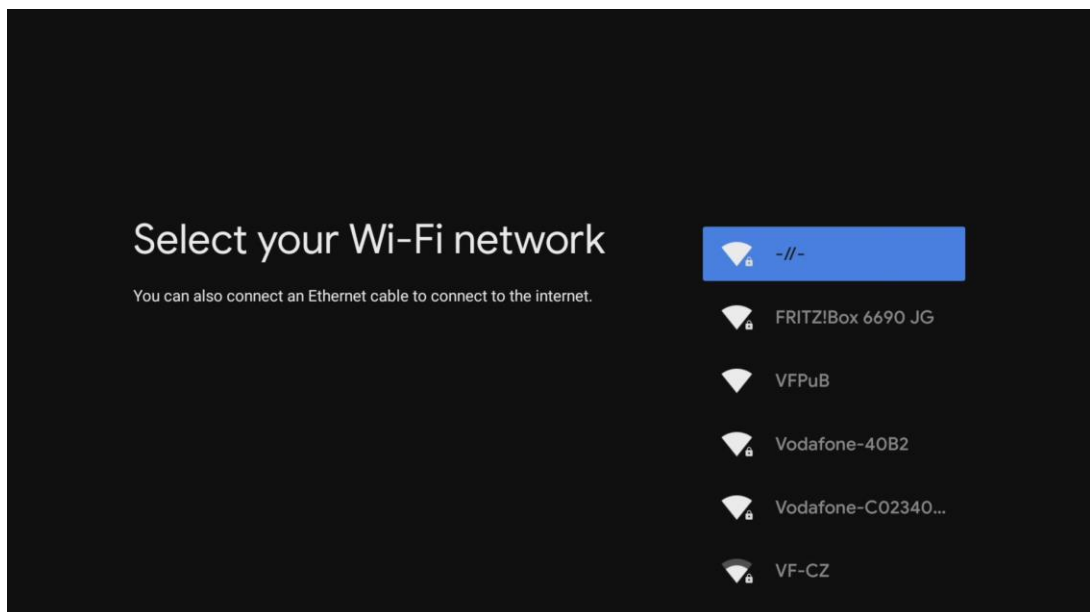 Select your Wi-Fi network
You can also connect an Ethernet cable to connect to the internet.
-//-
FRITZ!Box 6690 JG
VFPuB
Vodafone-40B2
Vodafone-C02340...
VF-CZ